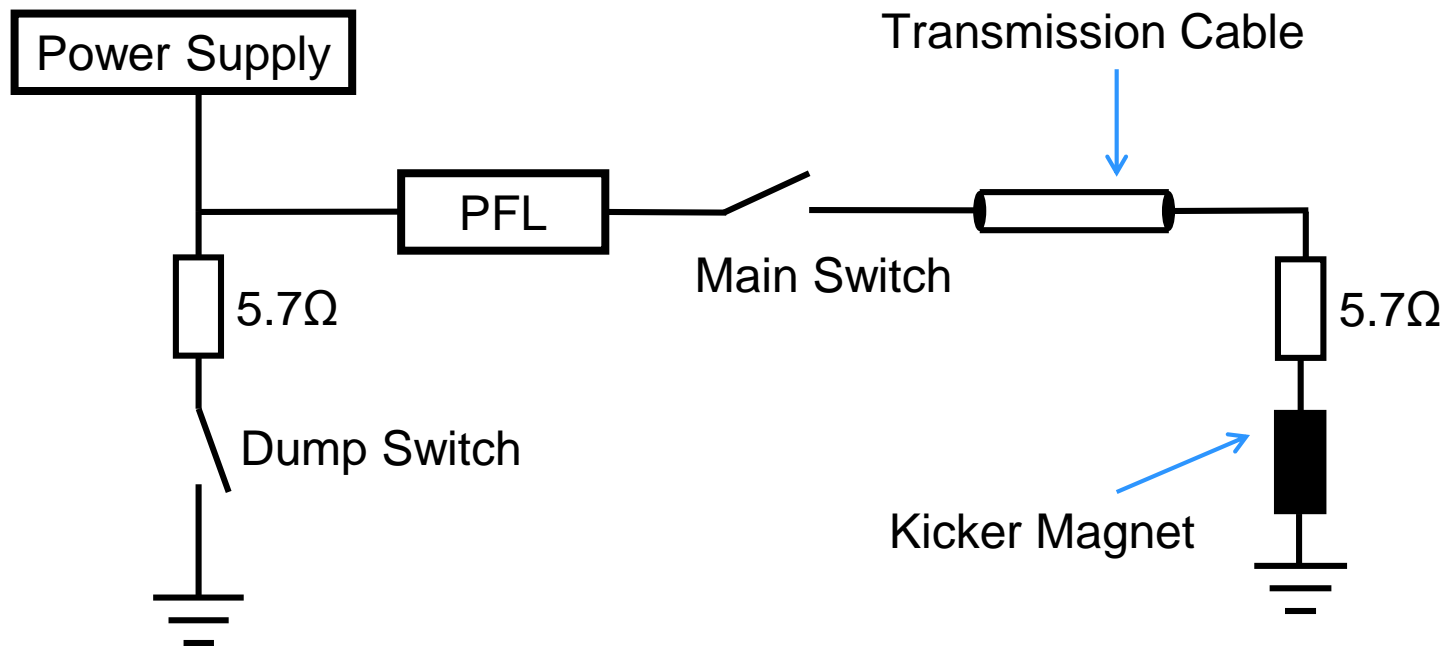 Power Supply
Transmission Cable
PFL
Main Switch
5.7Ω
5.7Ω
Dump Switch
Kicker Magnet